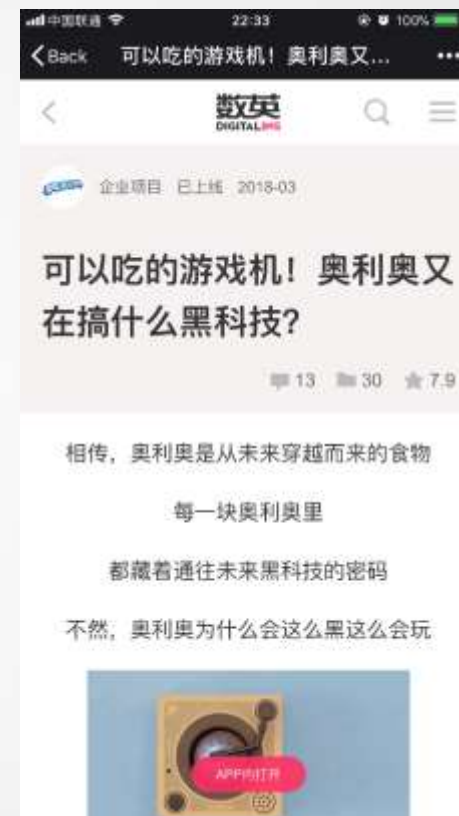 中国联通 22:33 100%
Back 可以吃的游戏机！奥利奥又...
数英
DIGITALING
企业项目 已上线 2018-03
可以吃的游戏机！奥利奥又
在搞什么黑科技？
13 30 7.9
相传，奥利奥是从未来穿越而来的食物
每一块奥利奥里
都藏着通往未来黑科技的密码
不然，奥利奥为什么会这么黑这么会玩
APP内打开